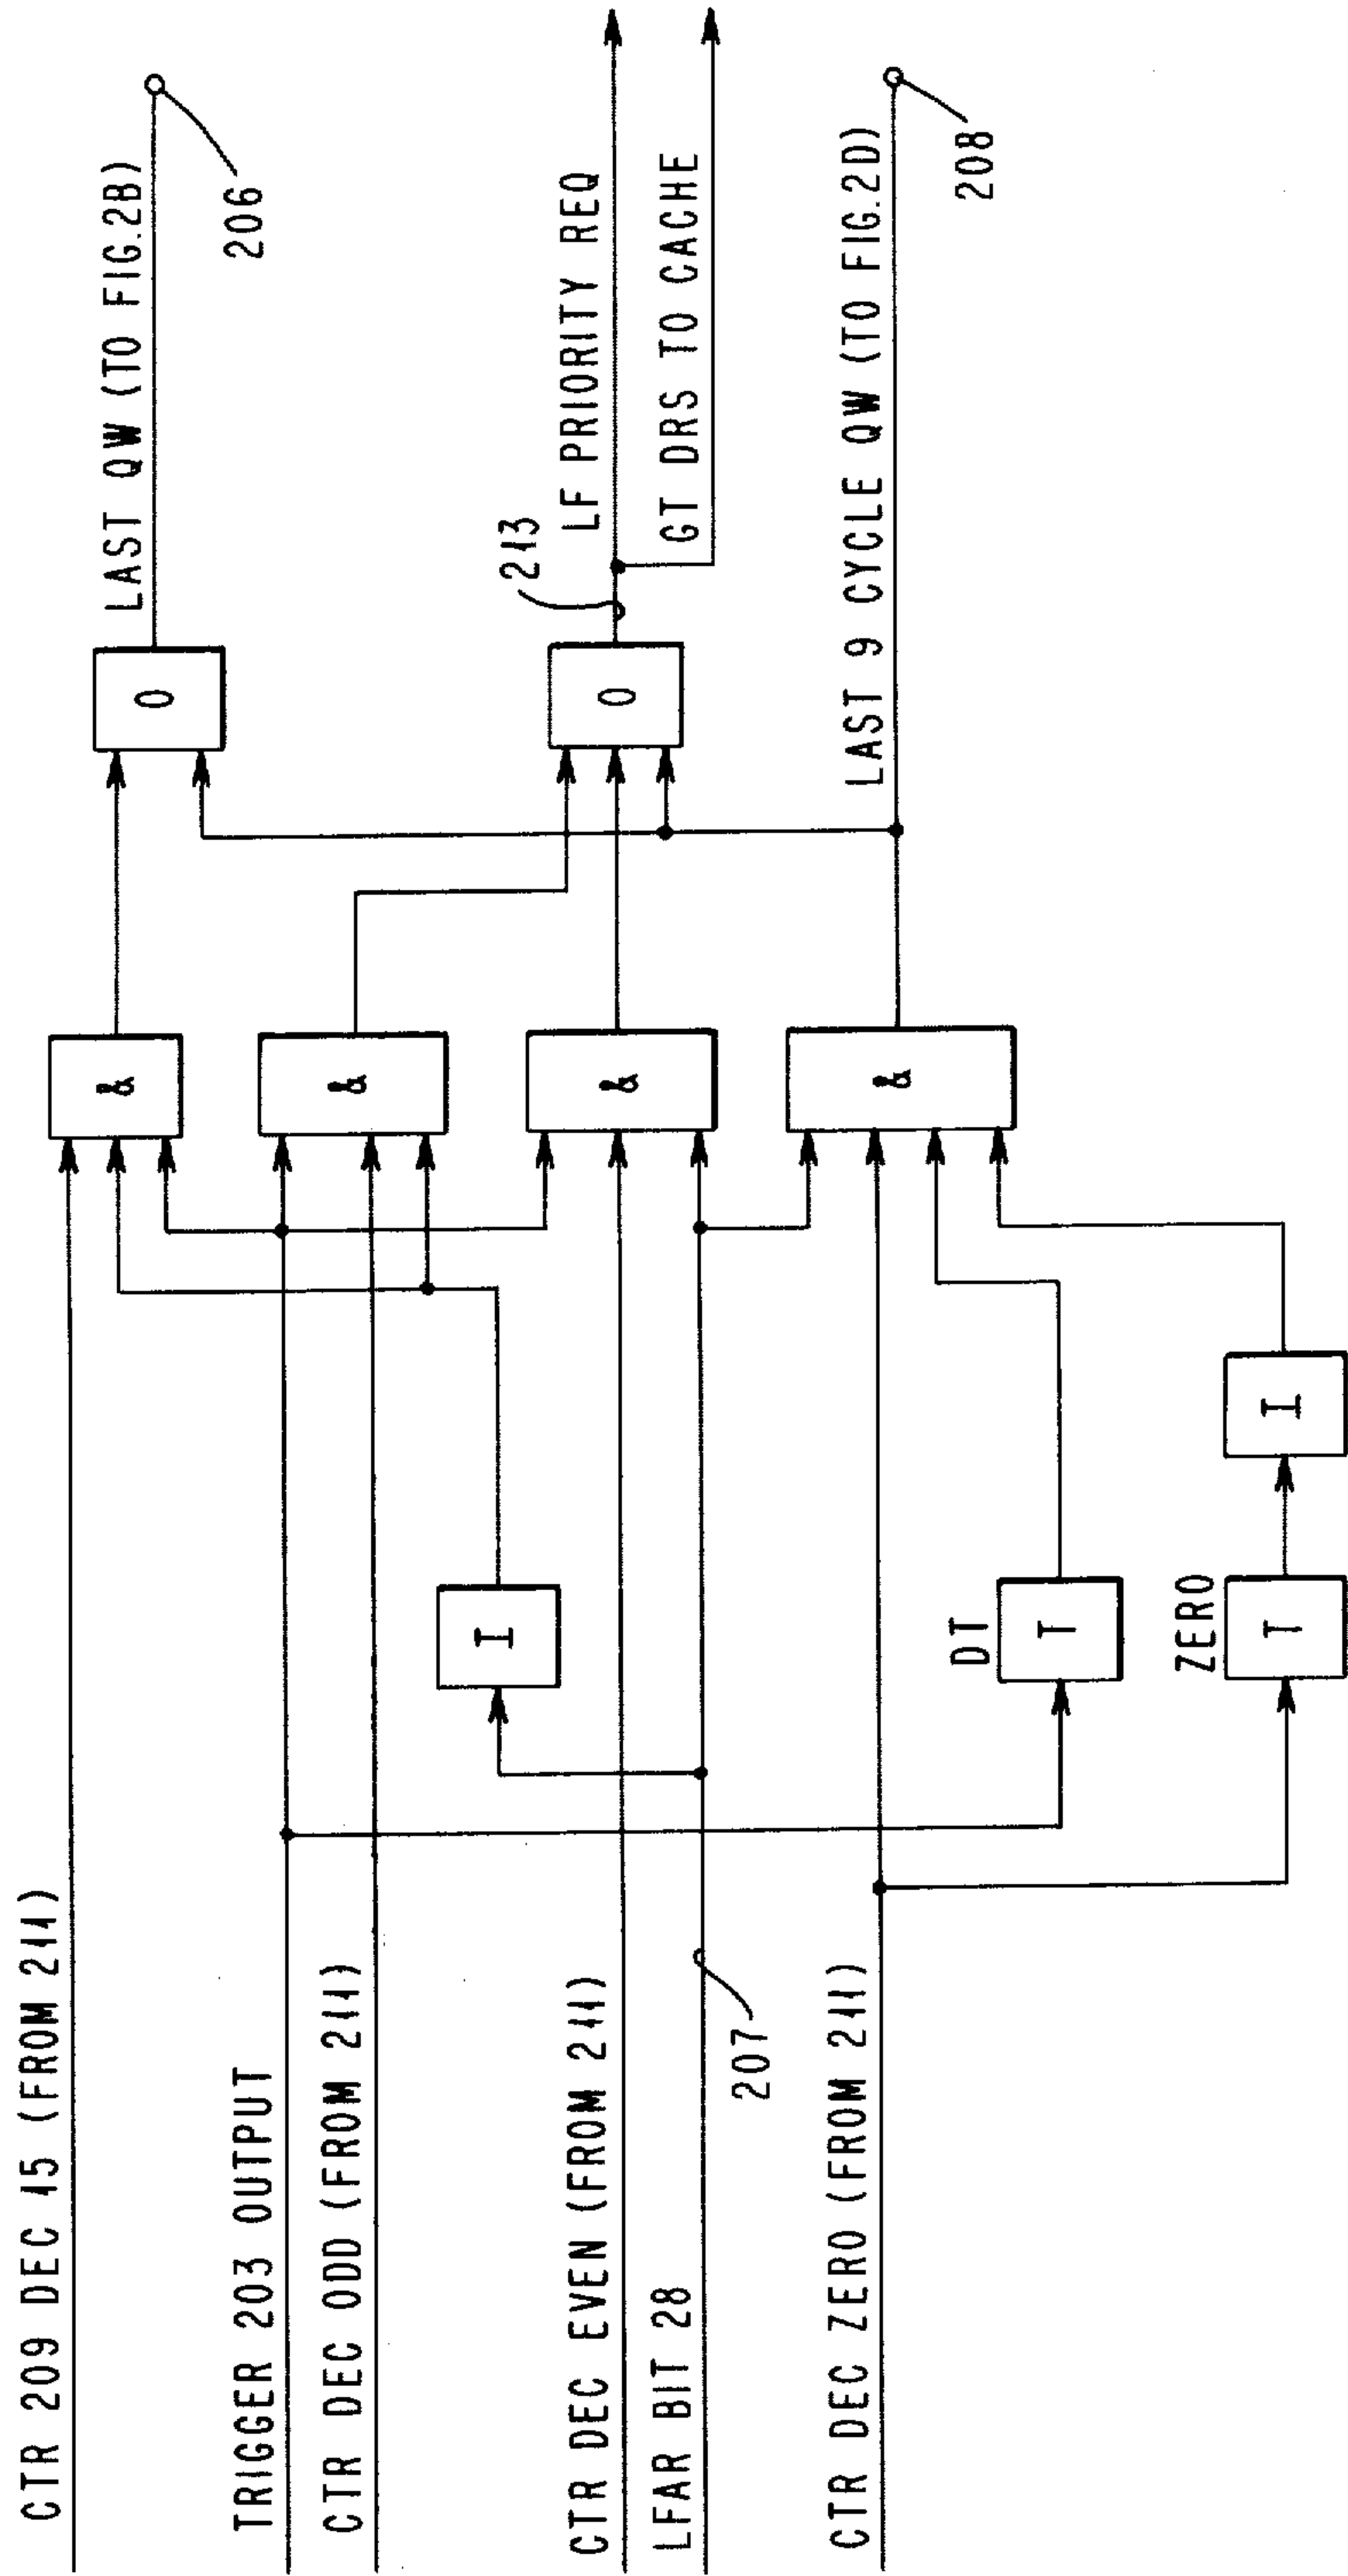 CTR 209 DEC 15 (FROM 211)
TRIGGER 203 OUTPUT
CTR DEC ODD (FROM 211)
CTR DEC EVEN (FROM 211)
LFAR BIT 28
207
CTR DEC ZERO (FROM 211)
I
DT
T
ZERO
T
I
&
&
&
&
O
O
213
LAST QW (TO FIG.2B)
206
LF PRIORITY REQ
GT DRS TO CACHE
LAST 9 CYCLE QW (TO FIG.2D)
208